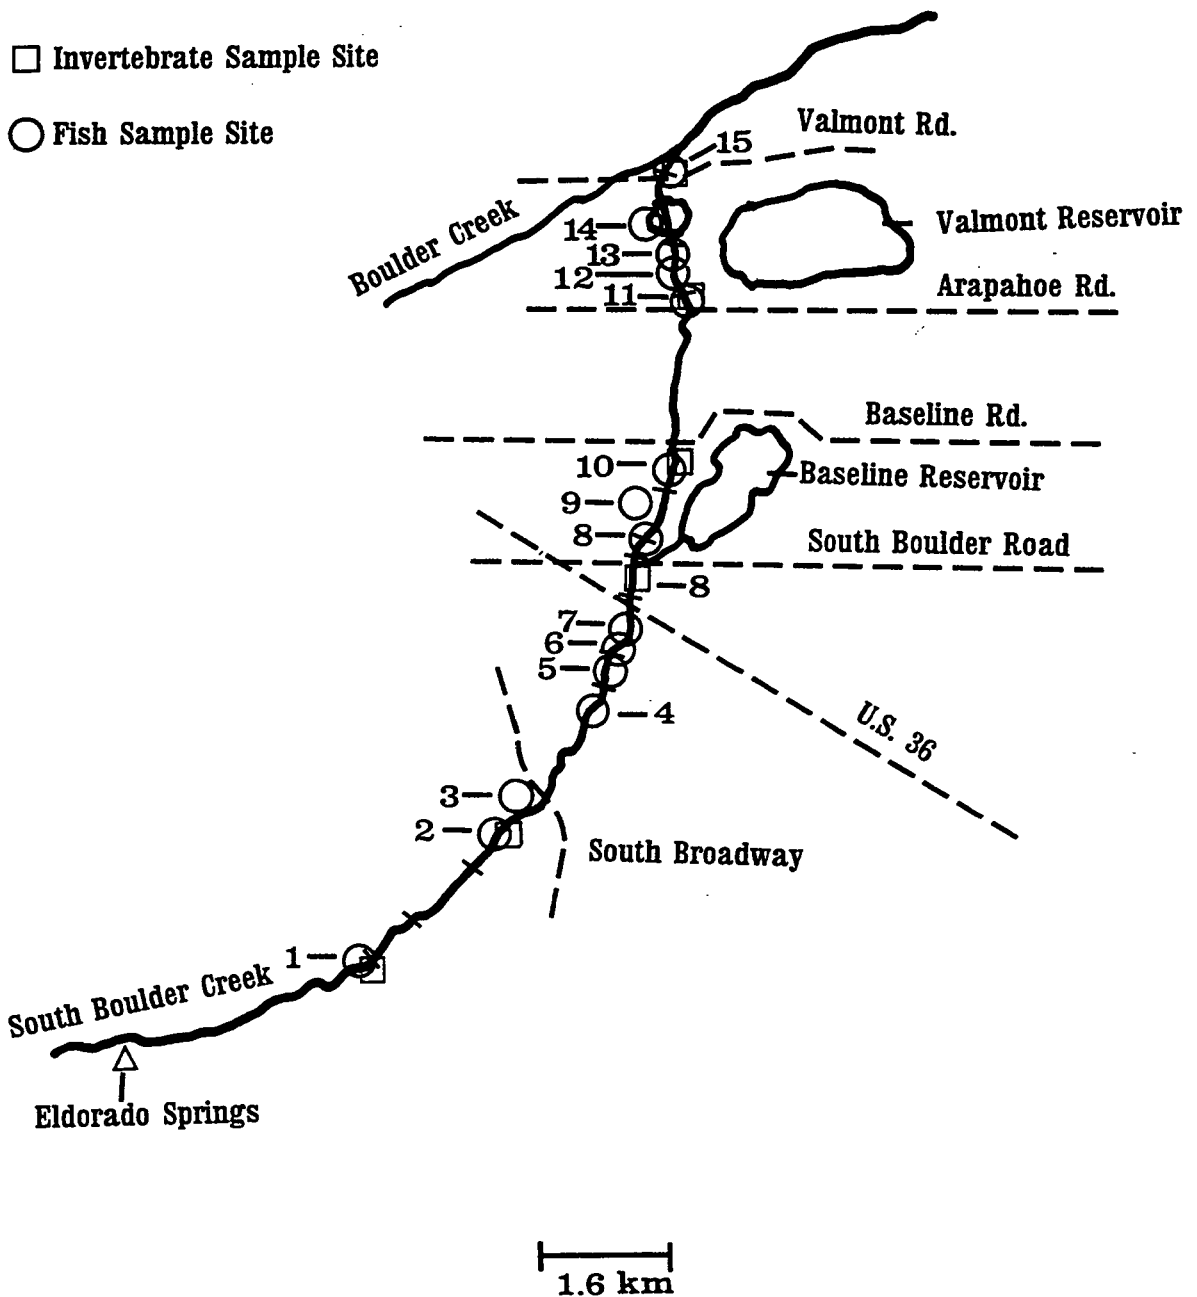 Invertebrate Sample Site
Fish Sample Site
Valmont Rd.
15
Boulder Creek
14
Valmont Reservoir
13
12
Arapahoe Rd.
11
Baseline Rd.
10
Baseline Reservoir
9
8
South Boulder Road
8
7
6
5
4
U.S. 36
3
2
South Broadway
1
South Boulder Creek
Eldorado Springs
1.6 km